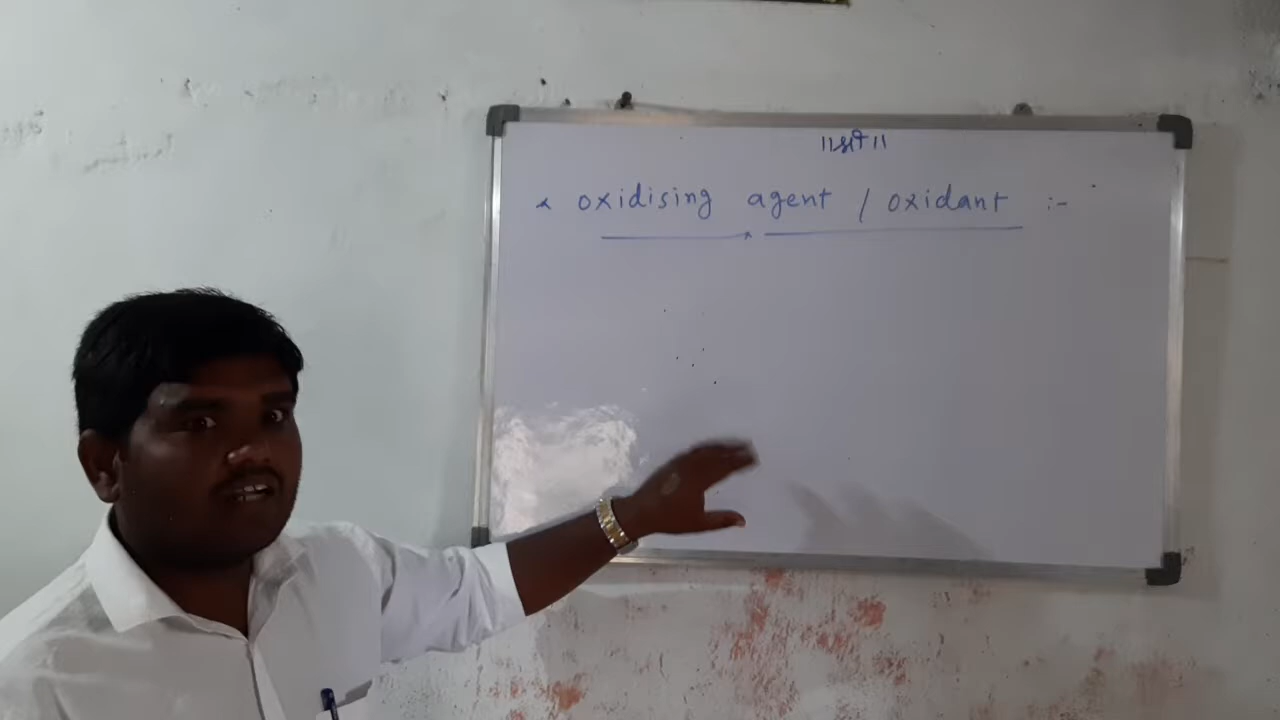 ॥श्री॥
* oxidising agent / oxidant :-